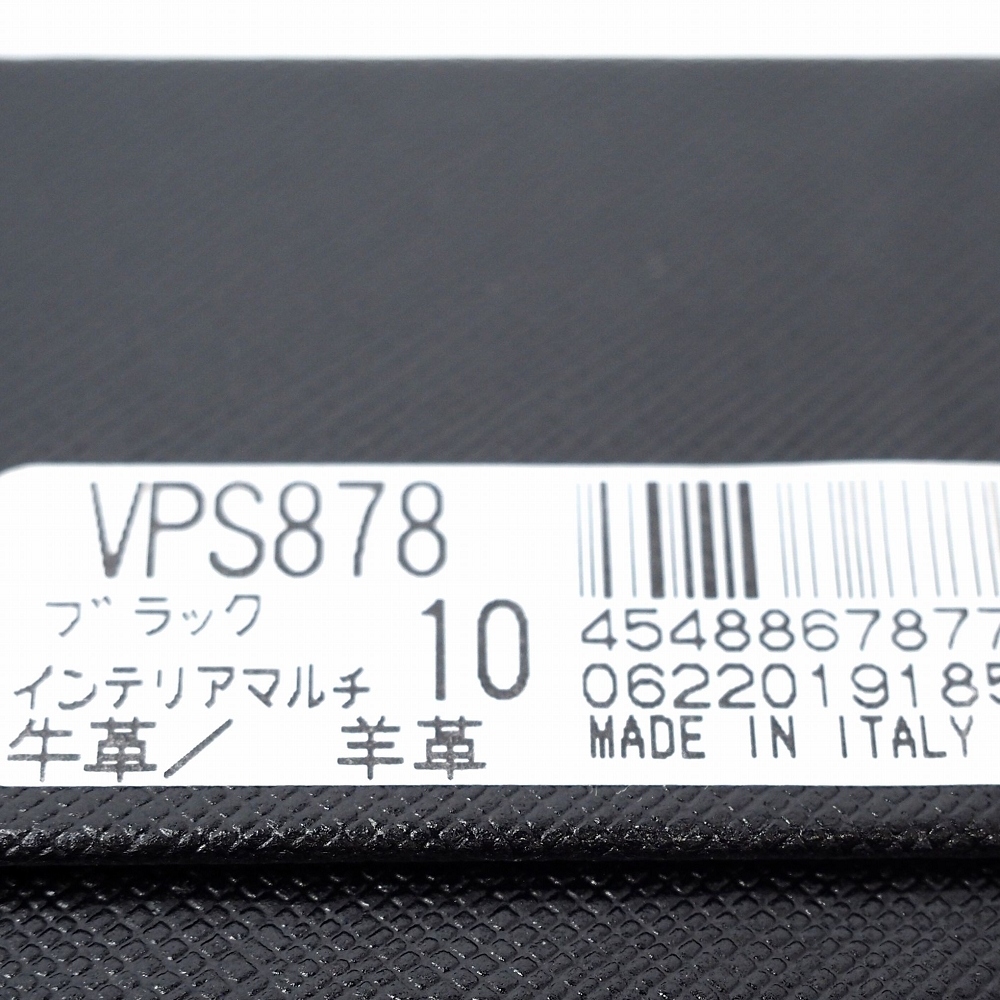 VPS878
ブラック 10
インテリアマルチ
牛革/ 羊革
4548867877
0622019185
MADE IN ITALY